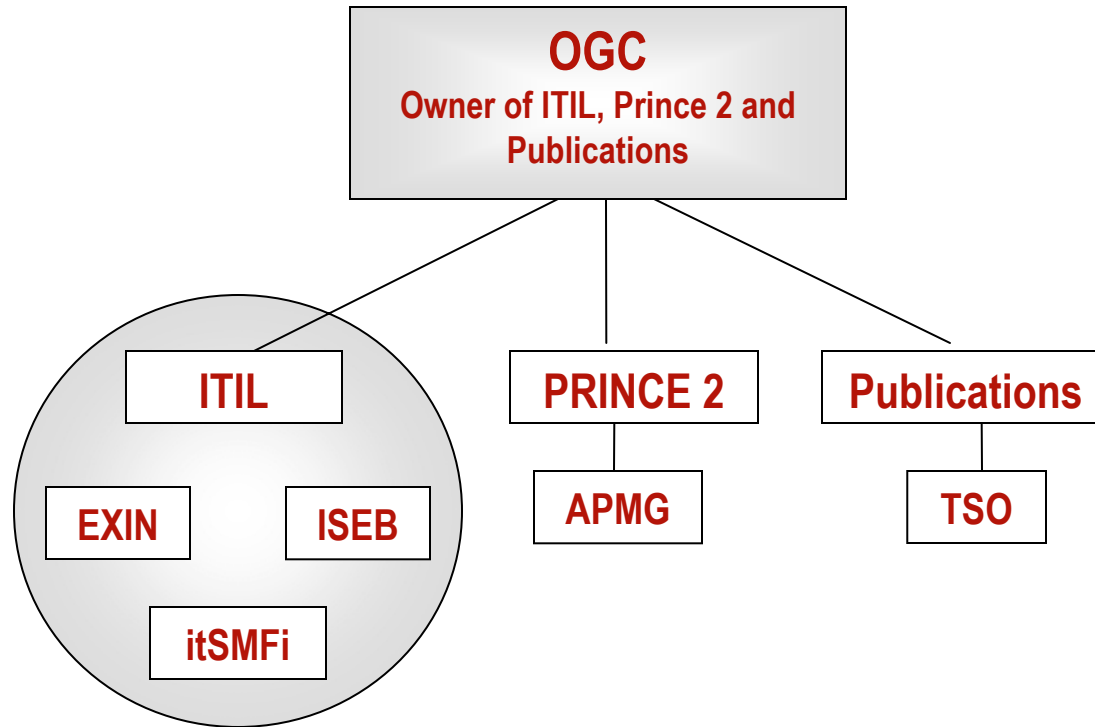 OGC
Owner of ITIL, Prince 2 and
Publications
ITIL
PRINCE 2
Publications
EXIN
ISEB
APMG
TSO
itSMFi